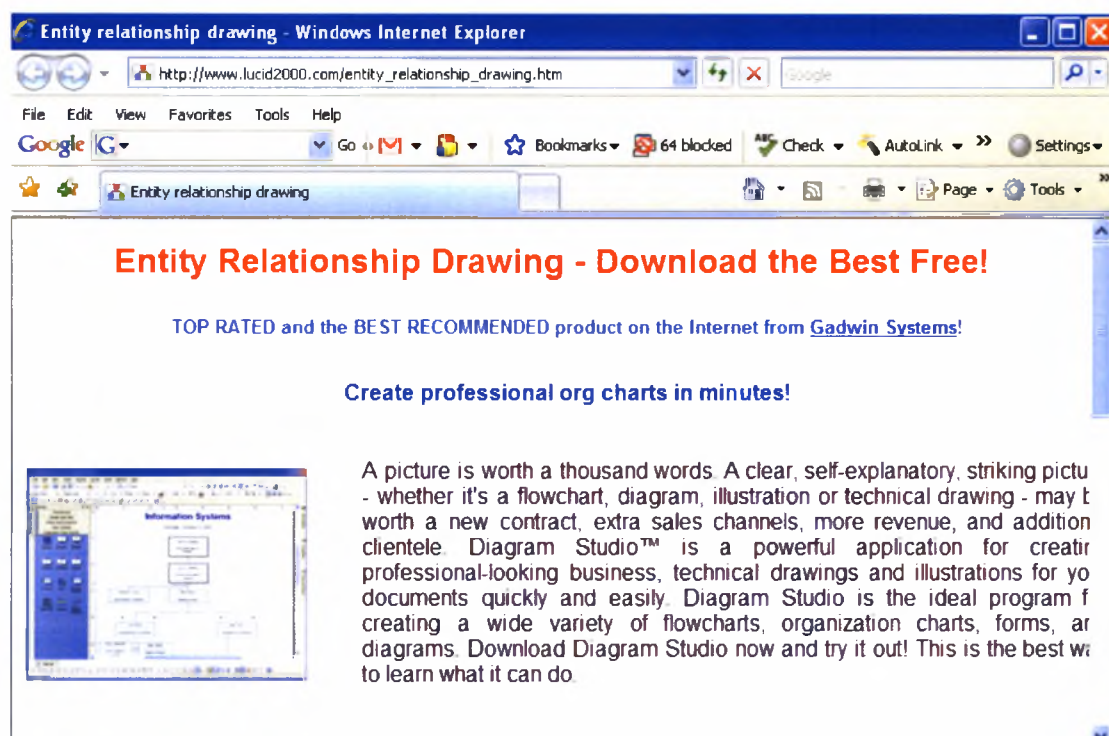 Entity relationship drawing - Windows Internet Explorer
http://www.lucid2000.com/entity_relationship_drawing.htm
Google
File Edit View Favorites Tools Help
Google G Go Bookmarks 64 blocked ABC Check AutoLink >> Settings
Entity relationship drawing Page Tools >>
Entity Relationship Drawing - Download the Best Free!
TOP RATED and the BEST RECOMMENDED product on the Internet from Gadwin Systems!
Create professional org charts in minutes!
Information Systems
A picture is worth a thousand words. A clear, self-explanatory, striking pictu
- whether it's a flowchart, diagram, illustration or technical drawing - may b
worth a new contract, extra sales channels, more revenue, and addition
clientele. Diagram Studio™ is a powerful application for creatin
professional-looking business, technical drawings and illustrations for yo
documents quickly and easily. Diagram Studio is the ideal program f
creating a wide variety of flowcharts, organization charts, forms, an
diagrams. Download Diagram Studio now and try it out! This is the best wa
to learn what it can do.